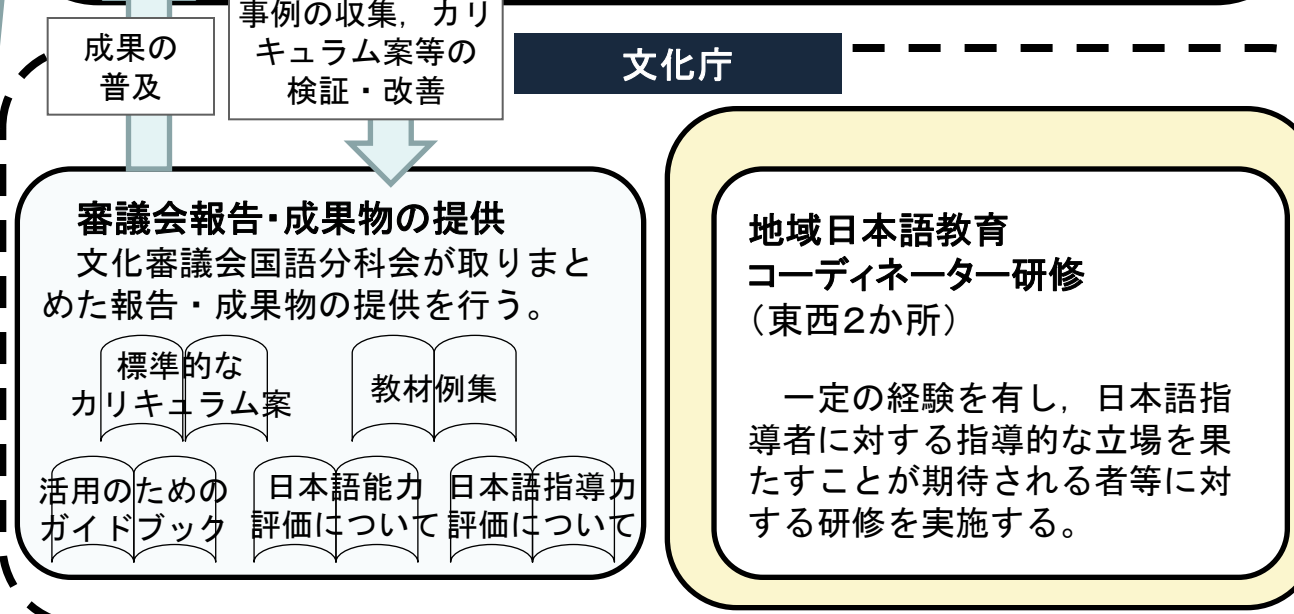 成果の
普及
事例の収集，カリ
キュラム案等の
検証・改善
文化庁
審議会報告・成果物の提供
文化審議会国語分科会が取りまと
めた報告・成果物の提供を行う。
標準的な
カリキュラム案
教材例集
活用のための
ガイドブック
日本語能力
評価について
日本語指導力
評価について
地域日本語教育
コーディネーター研修
（東西２か所）
一定の経験を有し，日本語指
導者に対する指導的な立場を果
たすことが期待される者等に対
する研修を実施する。